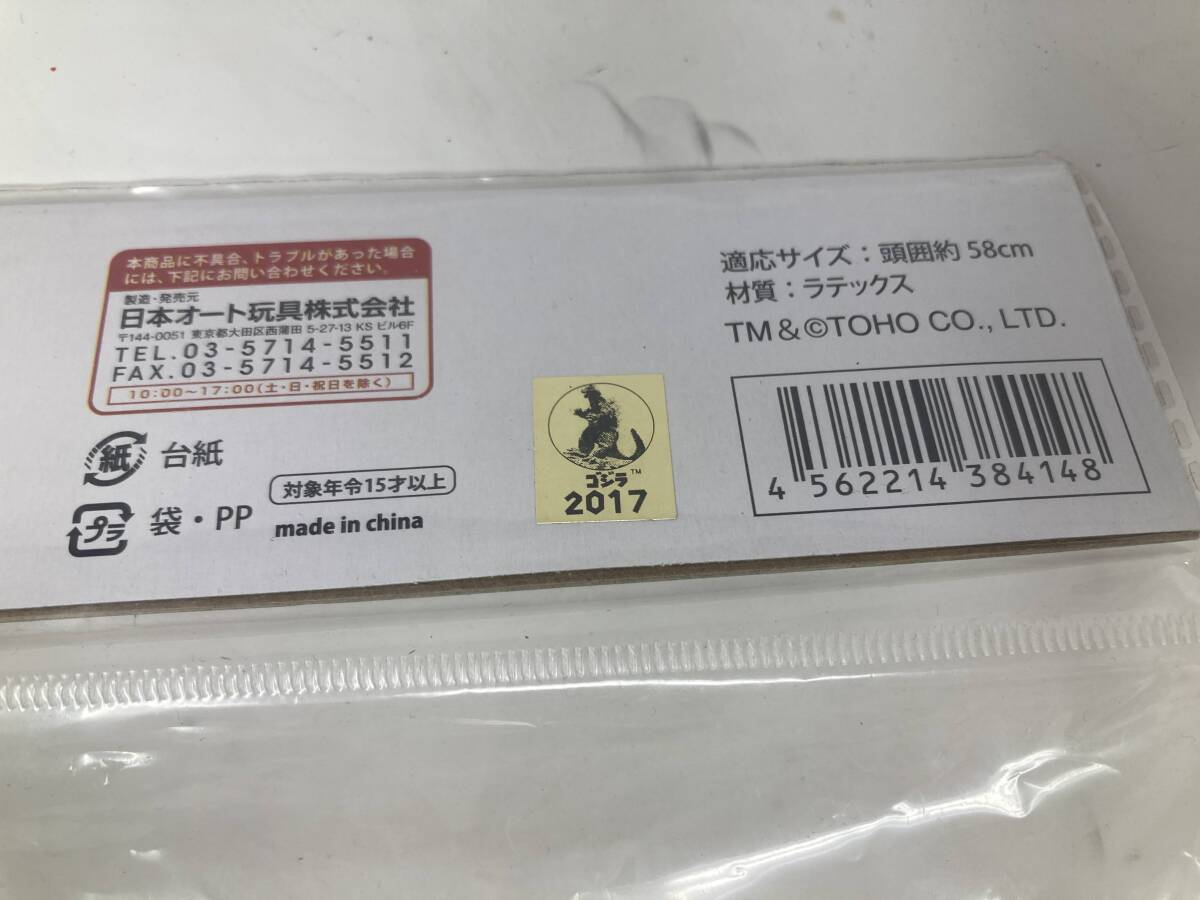 本商品に不具合、トラブルがあった場合
には、下記にお問い合わせください。
製造・発売元
日本オート玩具株式会社
〒144-0051 東京都大田区西蒲田 5-27-13 KS ビル6F
TEL.03-5714-5511
FAX.03-5714-5512
10:00〜17:00(土・日・祝日を除く)
紙 台紙
プラ 袋・PP
対象年令15才以上
made in china
ゴジラ™
2017
適応サイズ：頭囲約 58cm
材質：ラテックス
TM&©TOHO CO., LTD.
4 562214 384148